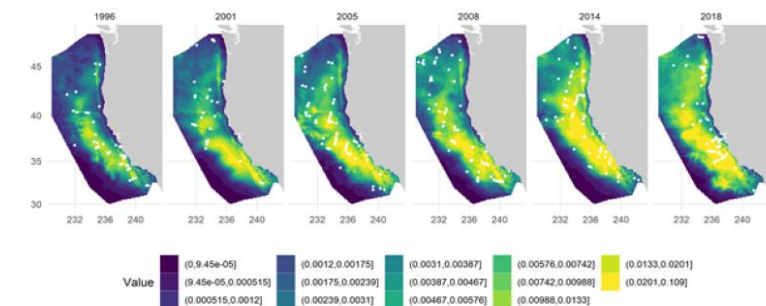 1996 2001 2005 2008 2014 2018
45
40
35
30
232 236 240 232 236 240 232 236 240 232 236 240 232 236 240 232 236 240
(0,9.45e-05] (0.0012,0.00175] (0.0031,0.00387] (0.00576,0.00742] (0.0133,0.0201]
Value (9.45e-05,0.000515] (0.00175,0.00239] (0.00387,0.00467] (0.00742,0.00988] (0.0201,0.109]
(0.000515,0.0012] (0.00239,0.0031] (0.00467,0.00576] (0.00988,0.0133]